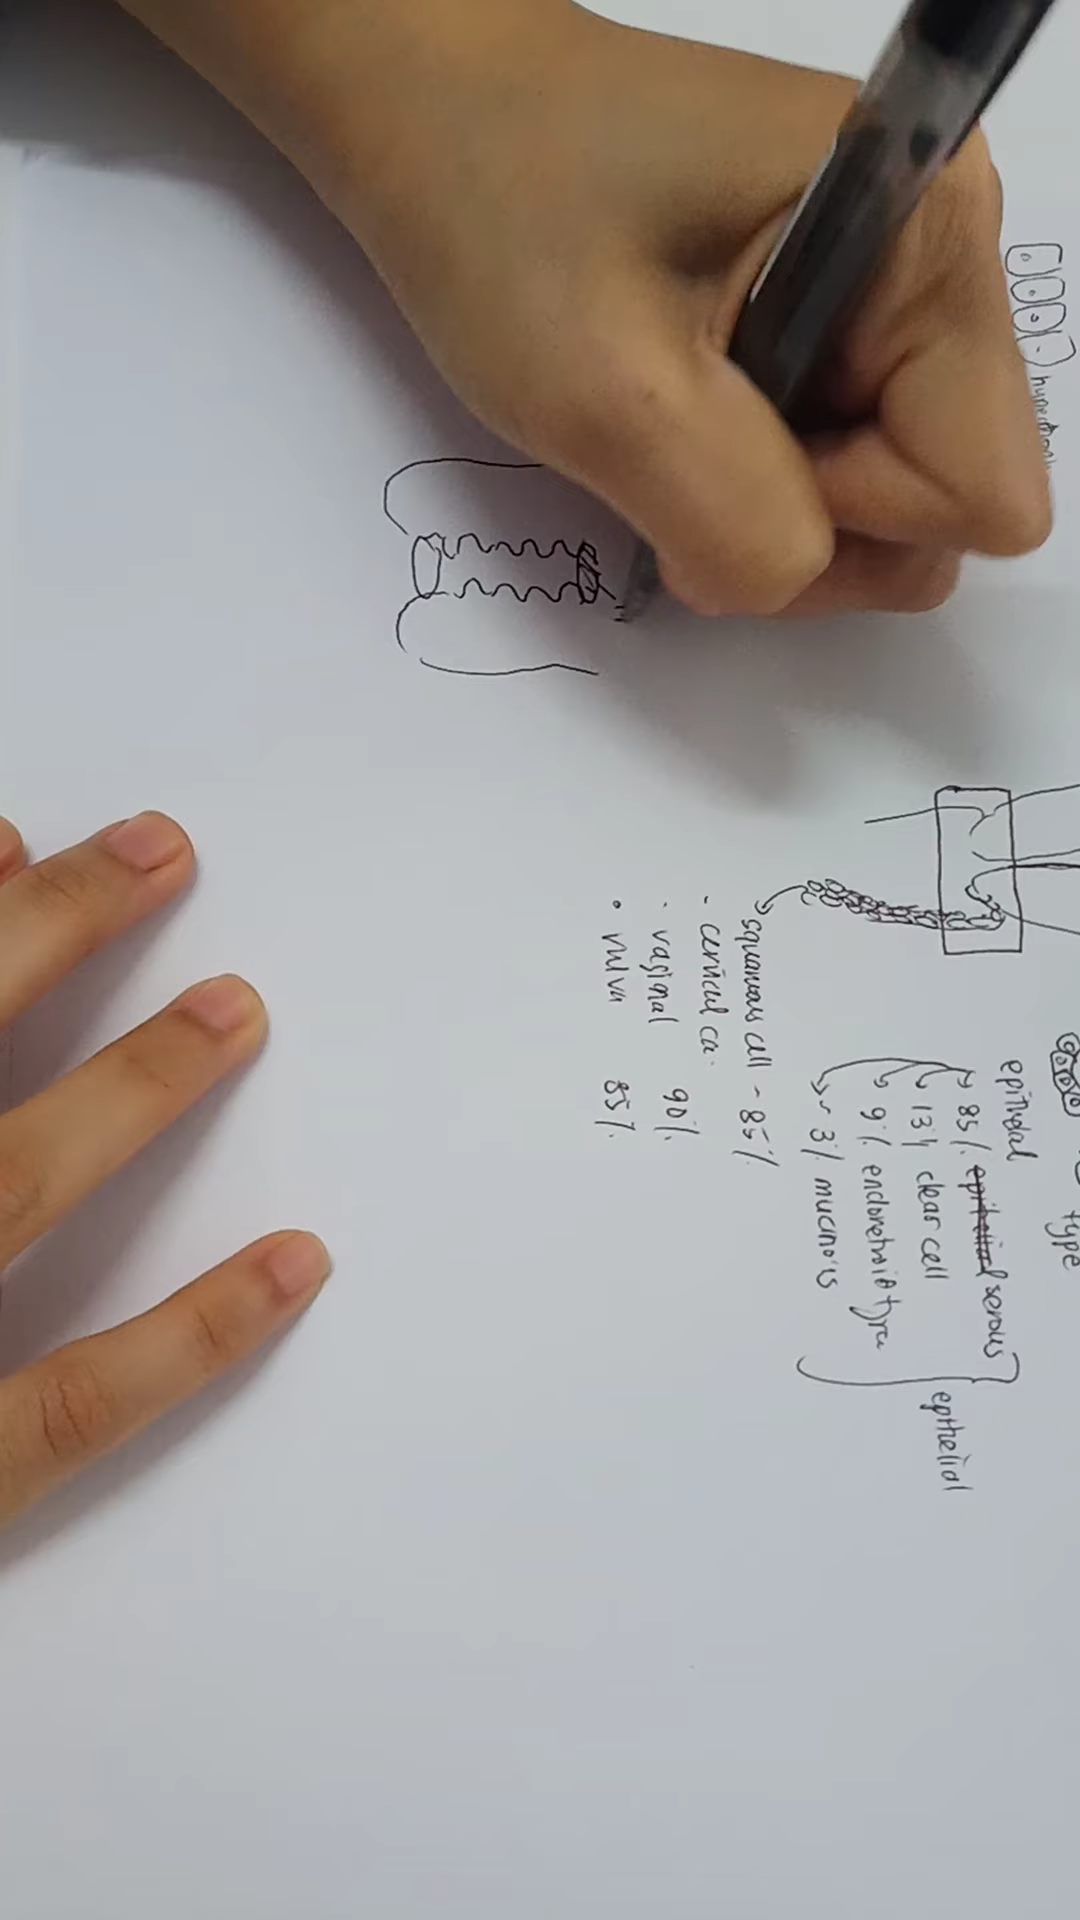 type
epithelial
85% epithelial serous
13% clear cell
9% endometrioid type
3% mucinous
epithelial
squamous cell - 85%
- cervical ca.
- vaginal 90%
• vulva 85%